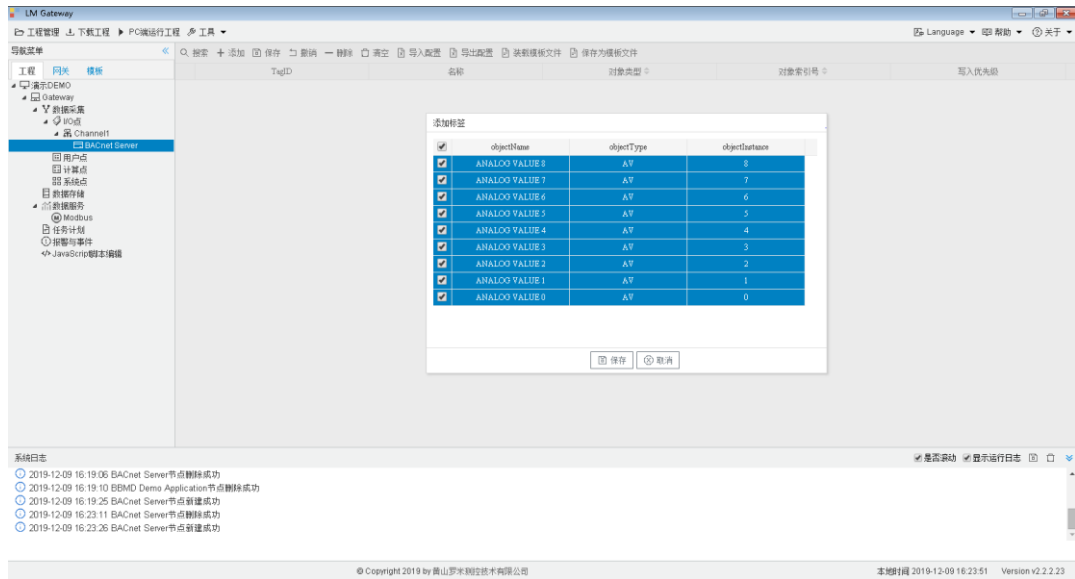 LM Gateway
工程管理 下载工程 PC端运行工程 工具 Language 帮助 关于
导航菜单 搜索 添加 保存 撤销 删除 清空 导入配置 导出配置 装载模板文件 保存为模板文件
工程 网关 模板 TagID 名称 对象类型 对象索引号 写入优先级
演示DEMO
Gateway
数据采集
I/O点
Channel1
BACnet Server
用户点
计算点
系统点
数据存储
数据服务
Modbus
任务计划
报警与事件
JavaScript脚本编辑
添加标签
objectName objectType objectInstance
ANALOG VALUE 8 AV 8
ANALOG VALUE 7 AV 7
ANALOG VALUE 6 AV 6
ANALOG VALUE 5 AV 5
ANALOG VALUE 4 AV 4
ANALOG VALUE 3 AV 3
ANALOG VALUE 2 AV 2
ANALOG VALUE 1 AV 1
ANALOG VALUE 0 AV 0
保存 取消
系统日志 是否滚动 显示运行日志
2019-12-09 16:19:06 BACnet Server节点删除成功
2019-12-09 16:19:10 BBMD Demo Application节点删除成功
2019-12-09 16:19:25 BACnet Server节点新建成功
2019-12-09 16:23:11 BACnet Server节点删除成功
2019-12-09 16:23:26 BACnet Server节点新建成功
© Copyright 2019 by 黄山罗米测控技术有限公司 本地时间 2019-12-09 16:23:51 Version v2.2.2.23